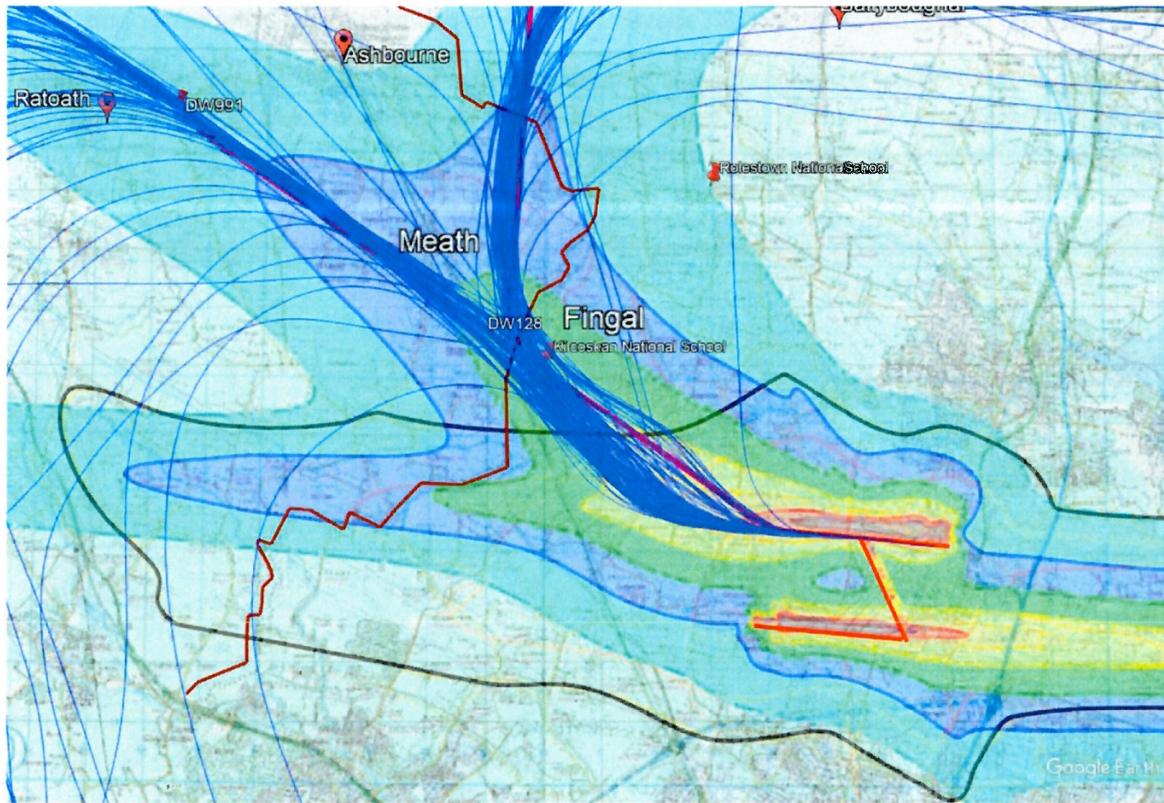 Ashbourne
Ratoath
DW991
Rolestown National School
Meath
DW128
Fingal
Kilcoskan National School
Google Earth